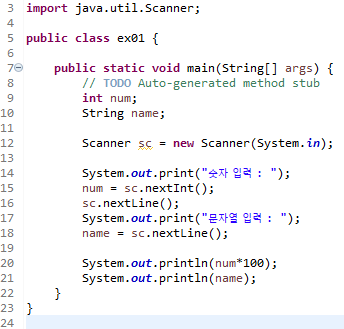 3 import java.util.Scanner;
4
5 public class ex01 {
6
7 public static void main(String[] args) {
8 // TODO Auto-generated method stub
9 int num;
10 String name;
11
12 Scanner sc = new Scanner(System.in);
13
14 System.out.print("숫자 입력 : ");
15 num = sc.nextInt();
16 sc.nextLine();
17 System.out.print("문자열 입력 : ");
18 name = sc.nextLine();
19
20 System.out.println(num*100);
21 System.out.println(name);
22 }
23 }
24